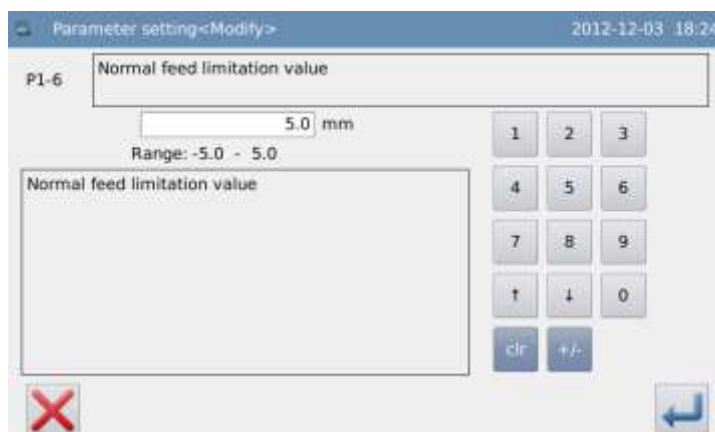 Parameter setting<Modify>
2012-12-03 18:24
P1-6
Normal feed limitation value
5.0 mm
Range: -5.0 - 5.0
Normal feed limitation value
1 2 3
4 5 6
7 8 9
↑ ↓ 0
clr +/-